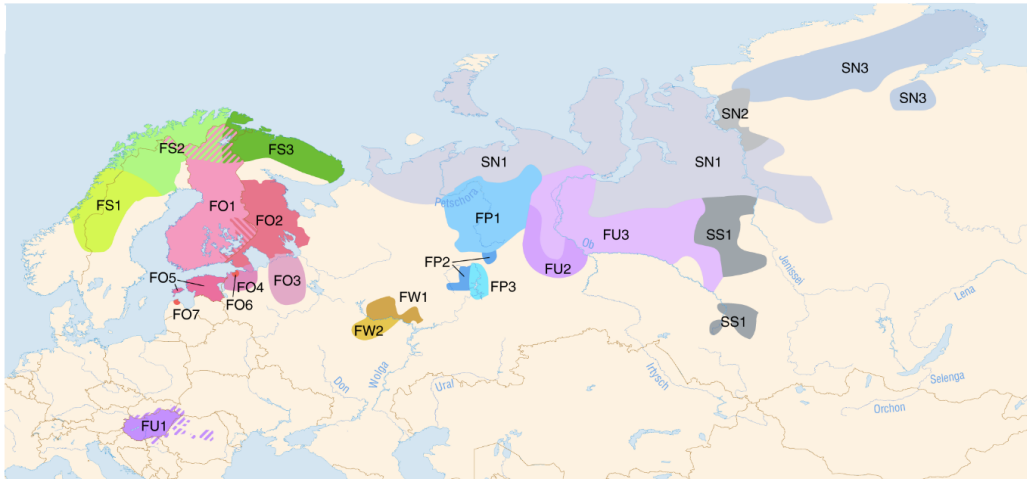 SN3
SN3
SN2
FS2
FS3
SN1
SN1
Petschora
FS1
FO1
FP1
FO2
FU3
SS1
Ob
FP2
FU2
Jenissei
FO5
FO4
FO3
FP3
FW1
Lena
FO7
FO6
SS1
FW2
Don
Wolga
Ural
Irtysch
Selenga
Orchon
FU1